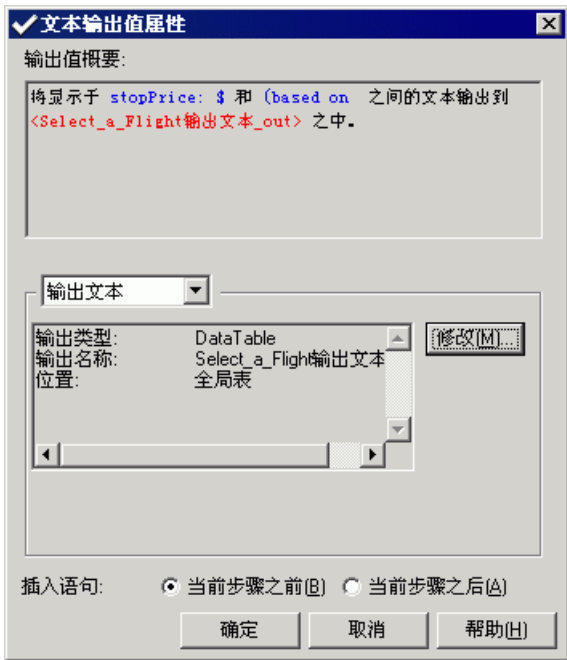 文本输出值属性
输出值概要:
将显示于 stopPrice: $ 和 (based on 之间的文本输出到
<Select_a_Flight输出文本_out> 之中。
输出文本
输出类型: DataTable
修改(M)...
输出名称: Select_a_Flight输出文本
位置: 全局表
插入语句: 当前步骤之前(B) 当前步骤之后(A)
确定 取消 帮助(H)